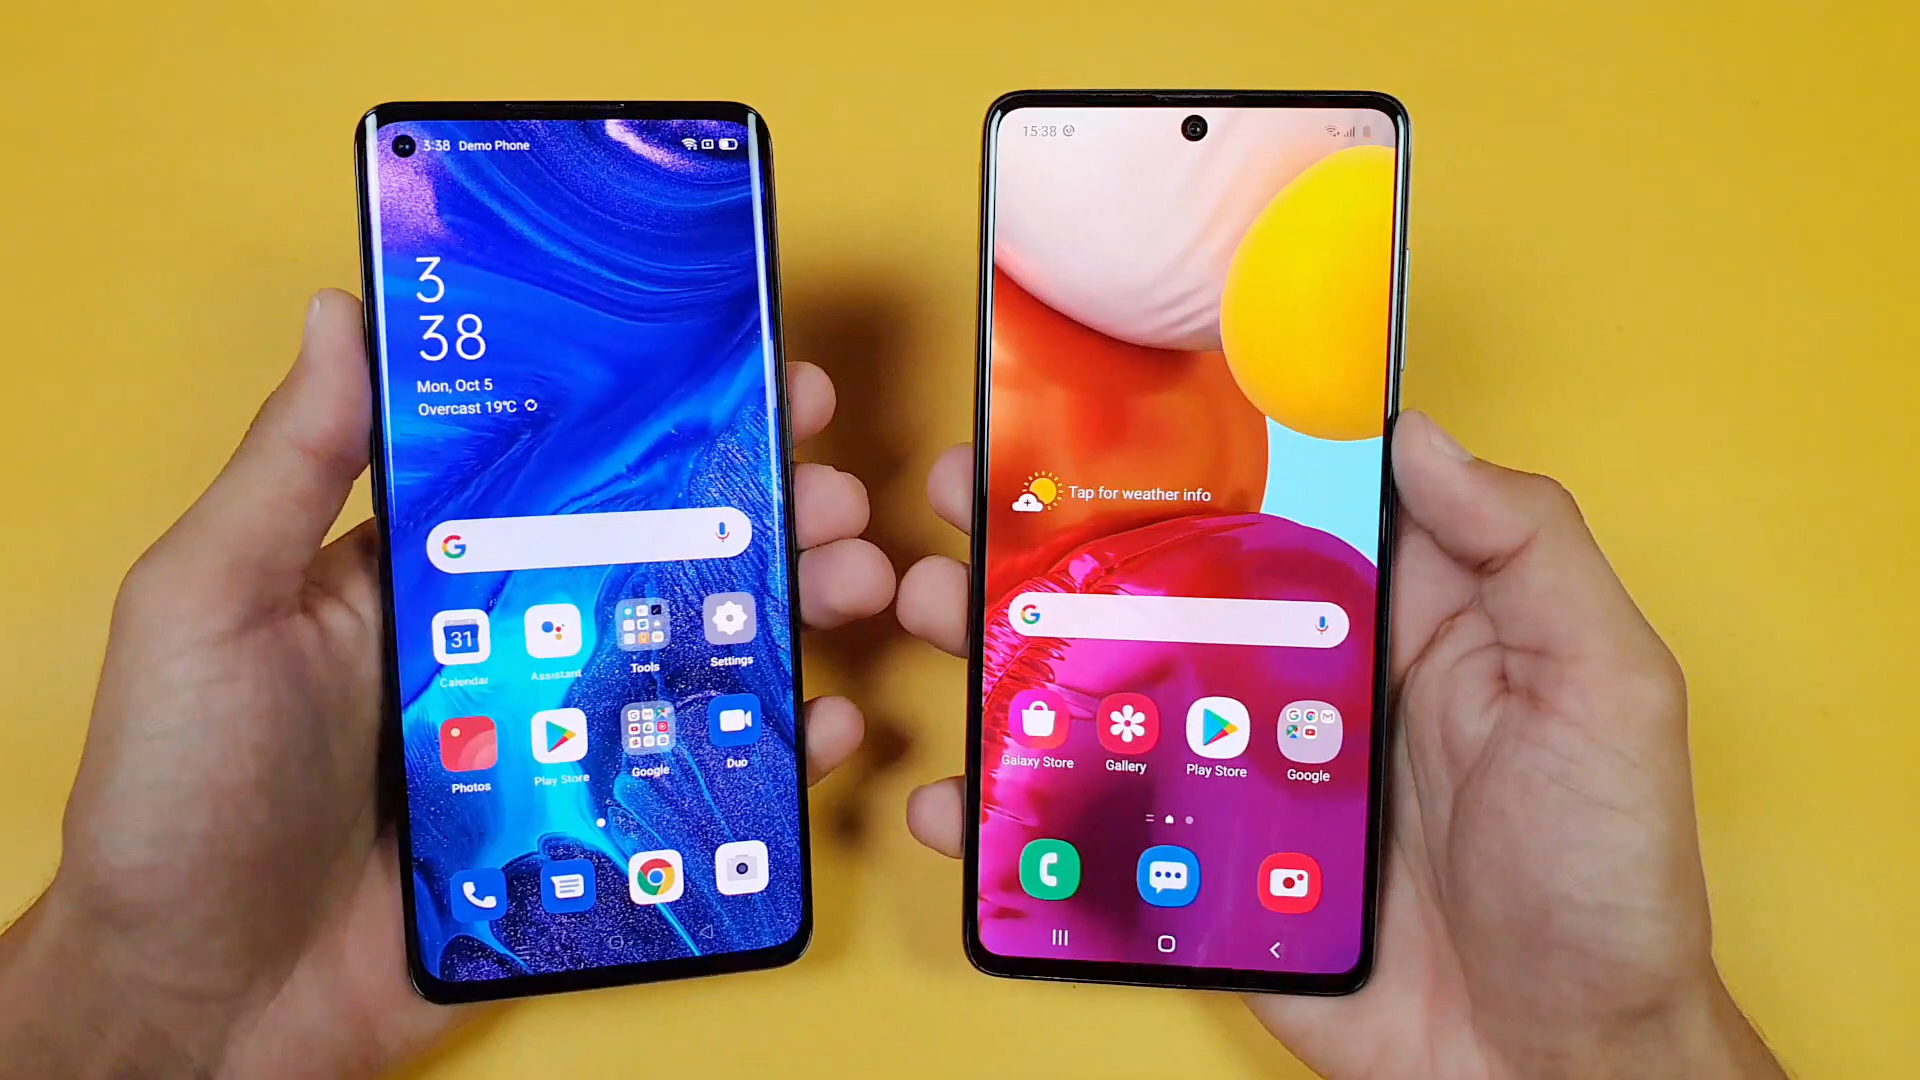 3:38 Demo Phone
3
38
Mon, Oct 5
Overcast 19°C
31
Calendar
Assistant
Tools
Settings
Photos
Play Store
Google
Duo
15:38
Tap for weather info
Galaxy Store
Gallery
Play Store
Google